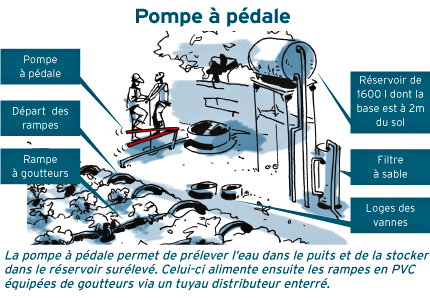 Pompe à pédale
Pompe
à pédale
Départ des
rampes
Rampe
à goutteurs
Réservoir de
1600 l dont la
base est à 2m
du sol
Filtre
à sable
Loges des
vannes
La pompe à pédale permet de prélever l'eau dans le puits et de la stocker
dans le réservoir surélevé. Celui-ci alimente ensuite les rampes en PVC
équipées de goutteurs via un tuyau distributeur enterré.